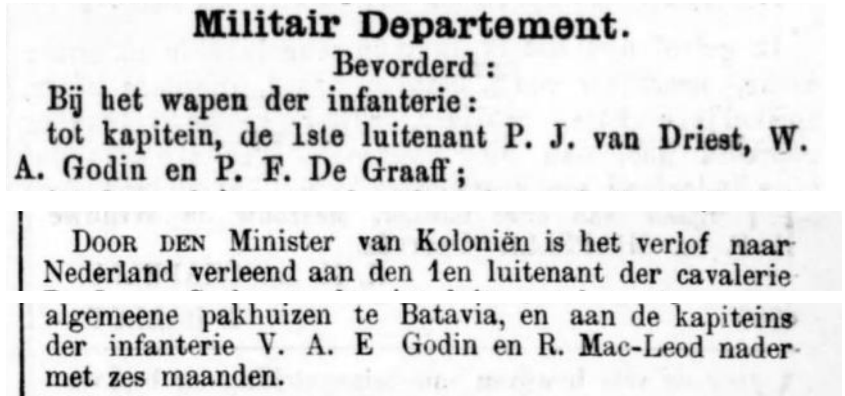 Militair Departement.
Bevorderd :
Bij het wapen der infanterie :
tot kapitein, de 1ste luitenant P. J. van Driest, W.
A. Godin en P. F. De Graaff ;
DOOR DEN Minister van Koloniën is het verlof naar
Nederland verleend aan den 1en luitenant der cavalerie
algemeene pakhuizen te Batavia, en aan de kapiteins
der infanterie V. A. E Godin en R. Mac-Leod nader
met zes maanden.